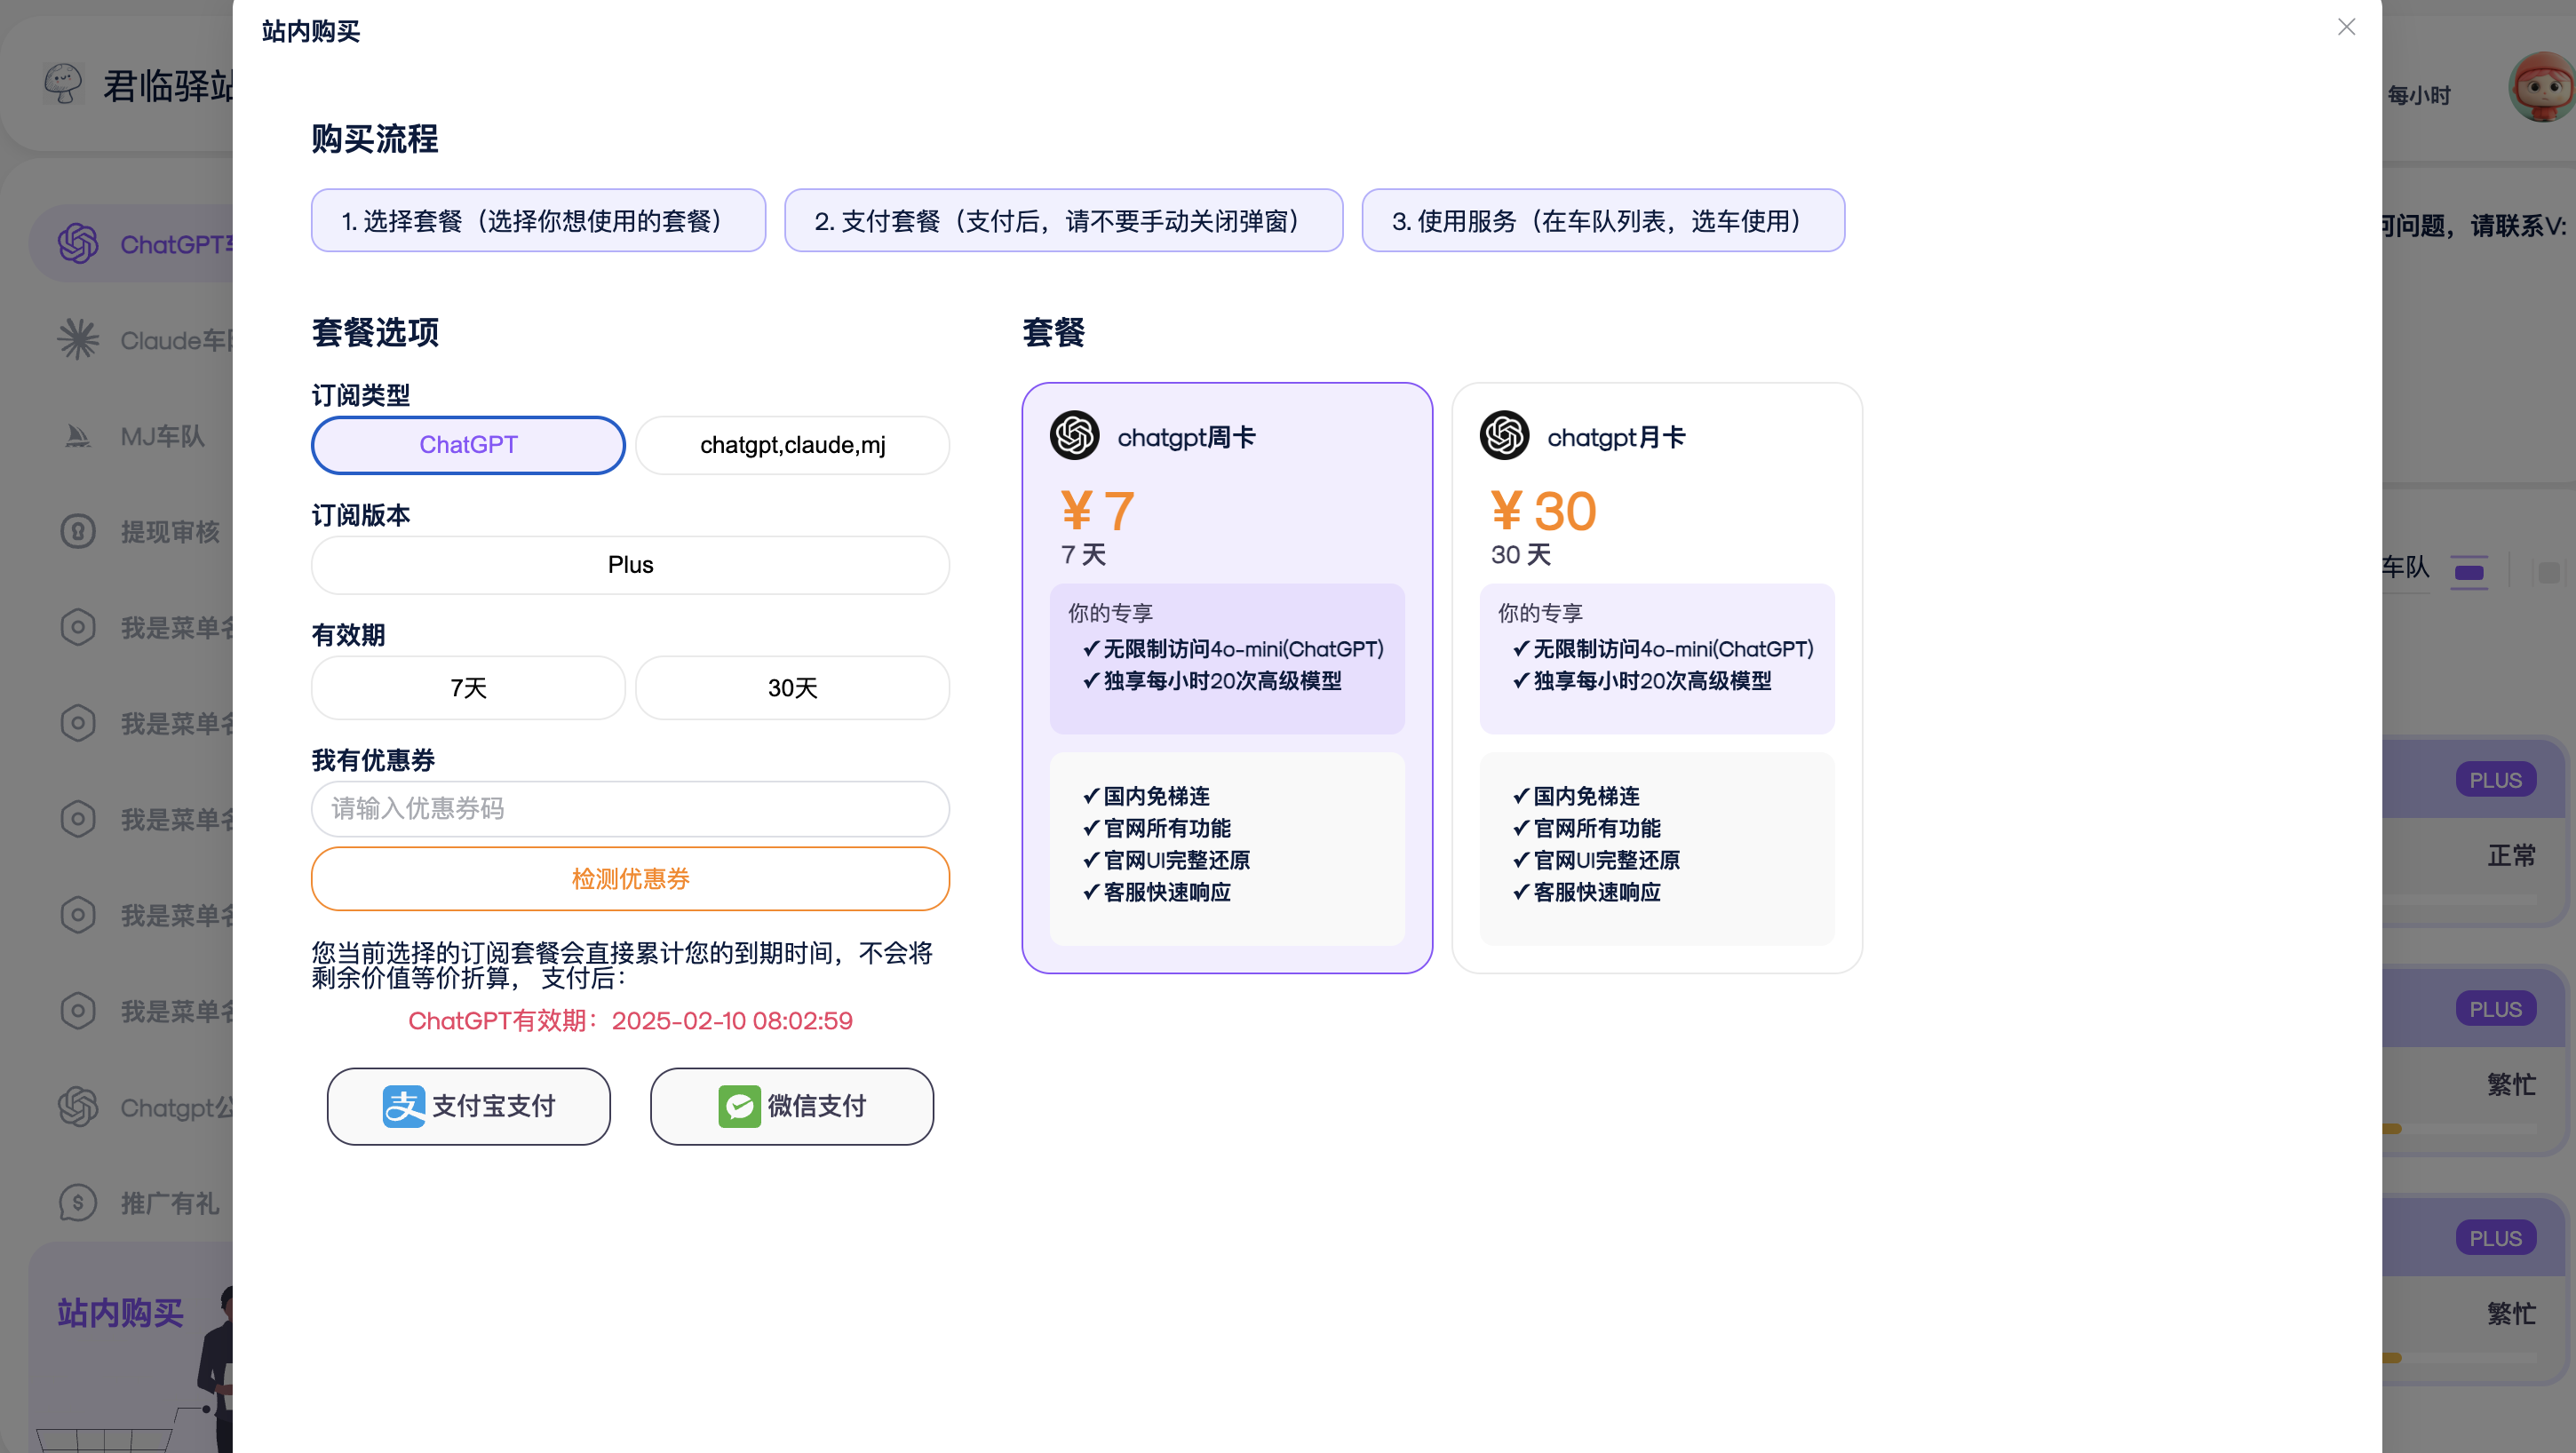 站内购买
君临驿站
每小时
购买流程
1. 选择套餐（选择你想使用的套餐）
2. 支付套餐（支付后，请不要手动关闭弹窗）
3. 使用服务（在车队列表，选车使用）
可问题，请联系V:
ChatGPT车
Claude车队
MJ车队
提现审核
我是菜单名
我是菜单名
我是菜单名
我是菜单名
我是菜单名
Chatgpt公
推广有礼
站内购买
套餐选项
订阅类型
ChatGPT
chatgpt,claude,mj
订阅版本
Plus
有效期
7天
30天
我有优惠券
请输入优惠券码
检测优惠券
您当前选择的订阅套餐会直接累计您的到期时间，不会将
剩余价值等价折算， 支付后：
ChatGPT有效期：2025-02-10 08:02:59
支付宝支付
微信支付
套餐
chatgpt周卡
¥ 7
7 天
你的专享
✓无限制访问4o-mini(ChatGPT)
✓独享每小时20次高级模型
✓国内免梯连
✓官网所有功能
✓官网UI完整还原
✓客服快速响应
chatgpt月卡
¥ 30
30 天
你的专享
✓无限制访问4o-mini(ChatGPT)
✓独享每小时20次高级模型
✓国内免梯连
✓官网所有功能
✓官网UI完整还原
✓客服快速响应
车队
PLUS
正常
PLUS
繁忙
PLUS
繁忙